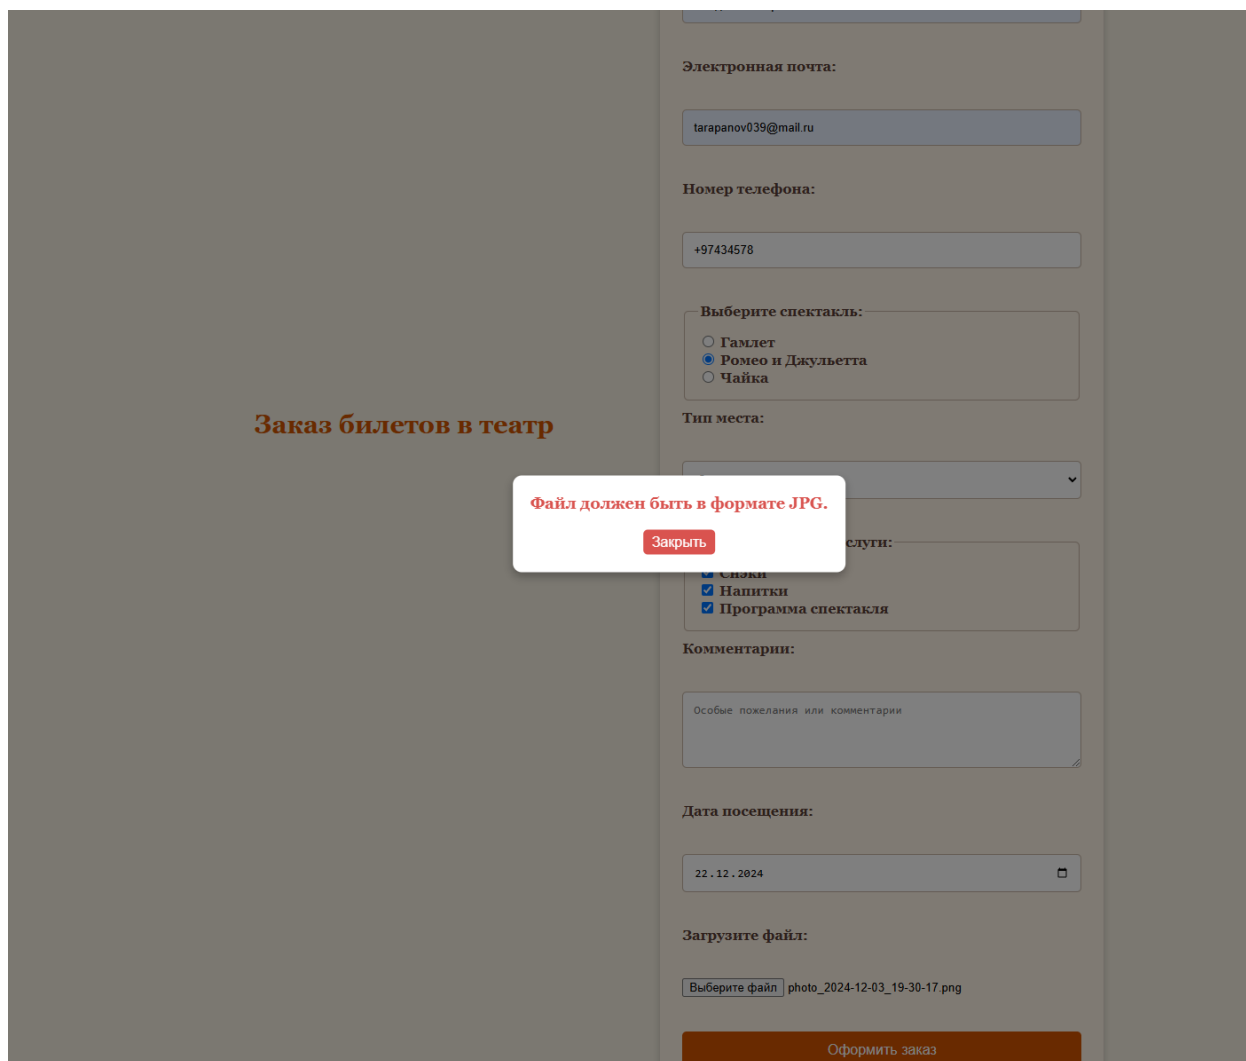 Электронная почта:
tarapanov039@mail.ru
Номер телефона:
+97434578
Выберите спектакль:
Гамлет
Ромео и Джульетта
Чайка
Заказ билетов в театр
Тип места:
Файл должен быть в формате JPG.
Закрыть
слуги:
Снэки
Напитки
Программа спектакля
Комментарии:
Особые пожелания или комментарии
Дата посещения:
22.12.2024
Загрузите файл:
Выберите файл photo_2024-12-03_19-30-17.png
Оформить заказ